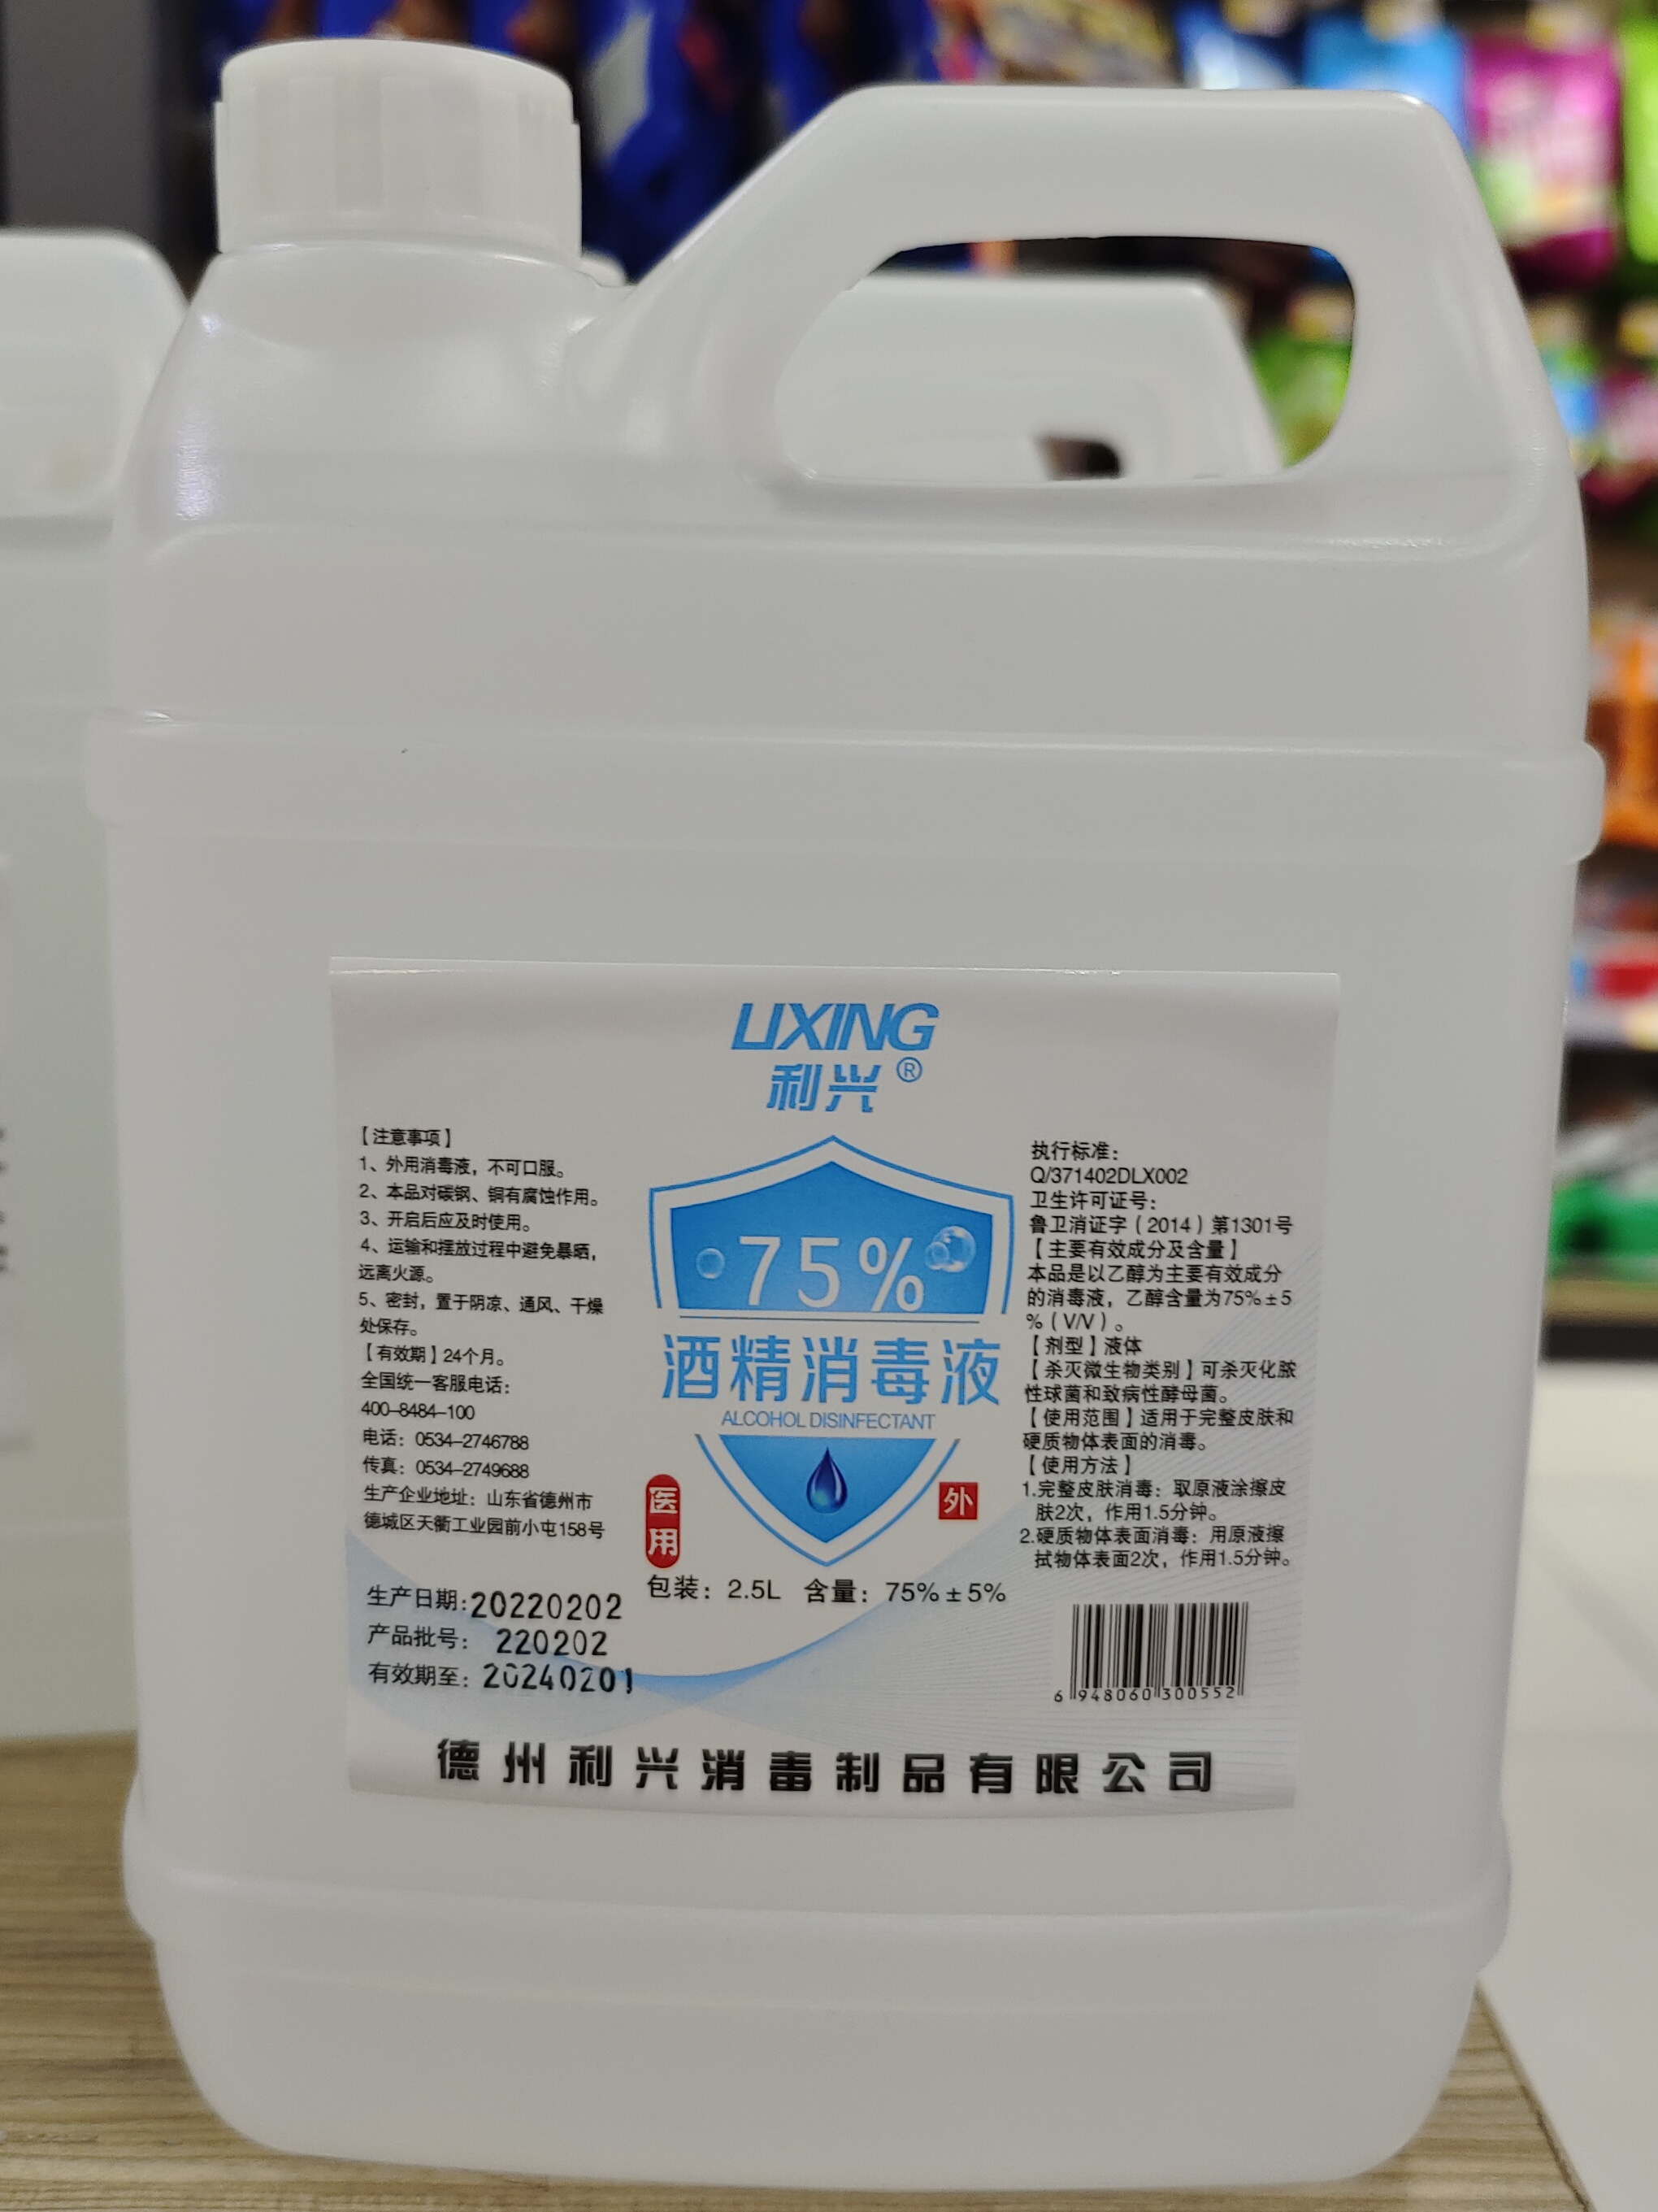 LIXING
利兴®
【注意事项】
1、外用消毒液，不可口服。
2、本品对碳钢、铜有腐蚀作用。
3、开启后应及时使用。
4、运输和摆放过程中避免暴晒，
远离火源。
5、密封，置于阴凉、通风、干燥
处保存。
【有效期】24个月。
全国统一客服电话：
400-8484-100
电话：0534-2746788
传真：0534-2749688
生产企业地址：山东省德州市
德城区天衢工业园前小屯158号
生产日期:20220202
产品批号：220202
有效期至：20240201
75%
酒精消毒液
ALCOHOL DISINFECTANT
医用
外
包装：2.5L 含量：75%±5%
执行标准：
Q/371402DLX002
卫生许可证号：
鲁卫消证字（2014）第1301号
【主要有效成分及含量】
本品是以乙醇为主要有效成分
的消毒液，乙醇含量为75%±5
%（V/V）。
【剂型】液体
【杀灭微生物类别】可杀灭化脓
性球菌和致病性酵母菌。
【使用范围】适用于完整皮肤和
硬质物体表面的消毒。
【使用方法】
1.完整皮肤消毒：取原液涂擦皮
肤2次，作用1.5分钟。
2.硬质物体表面消毒：用原液擦
拭物体表面2次，作用1.5分钟。
6 948060 300552
德州利兴消毒制品有限公司